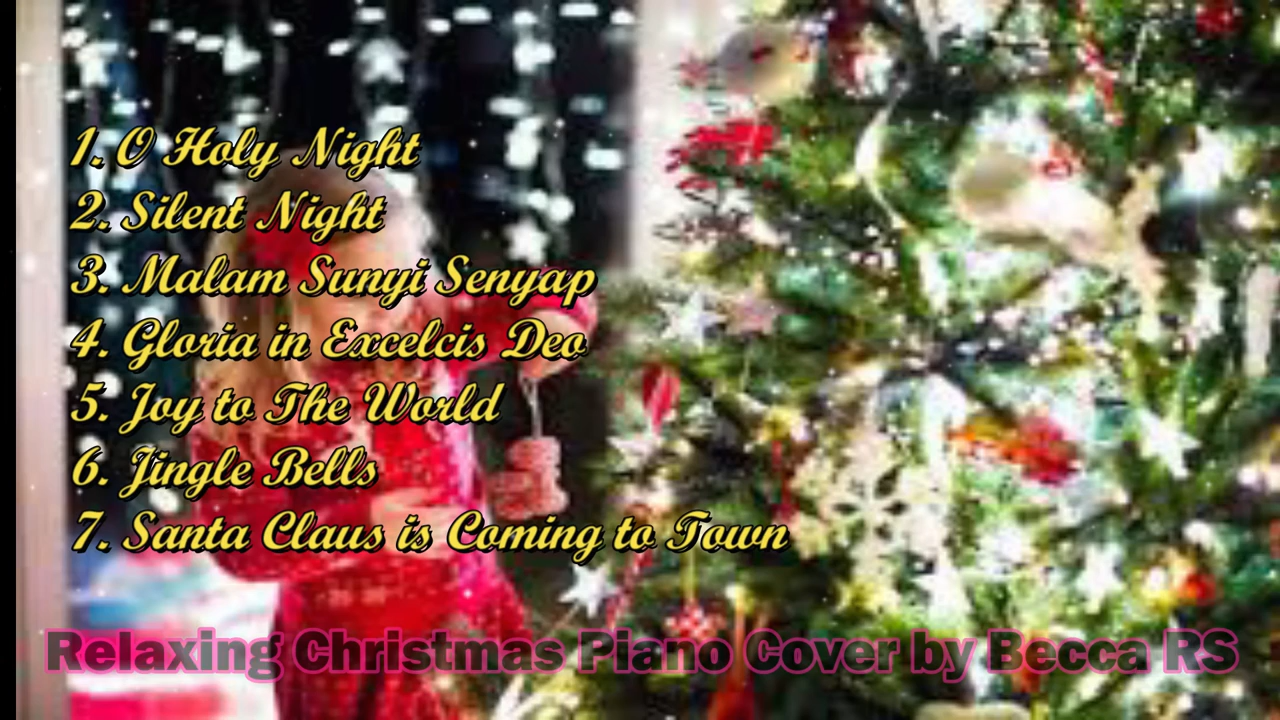 1. O Holy Night
2. Silent Night
3. Malam Sunyi Senyap
4. Gloria in Excelcis Deo
5. Joy to The World
6. Jingle Bells
7. Santa Claus is Coming to Town
Relaxing Christmas Piano Cover by Becca RS